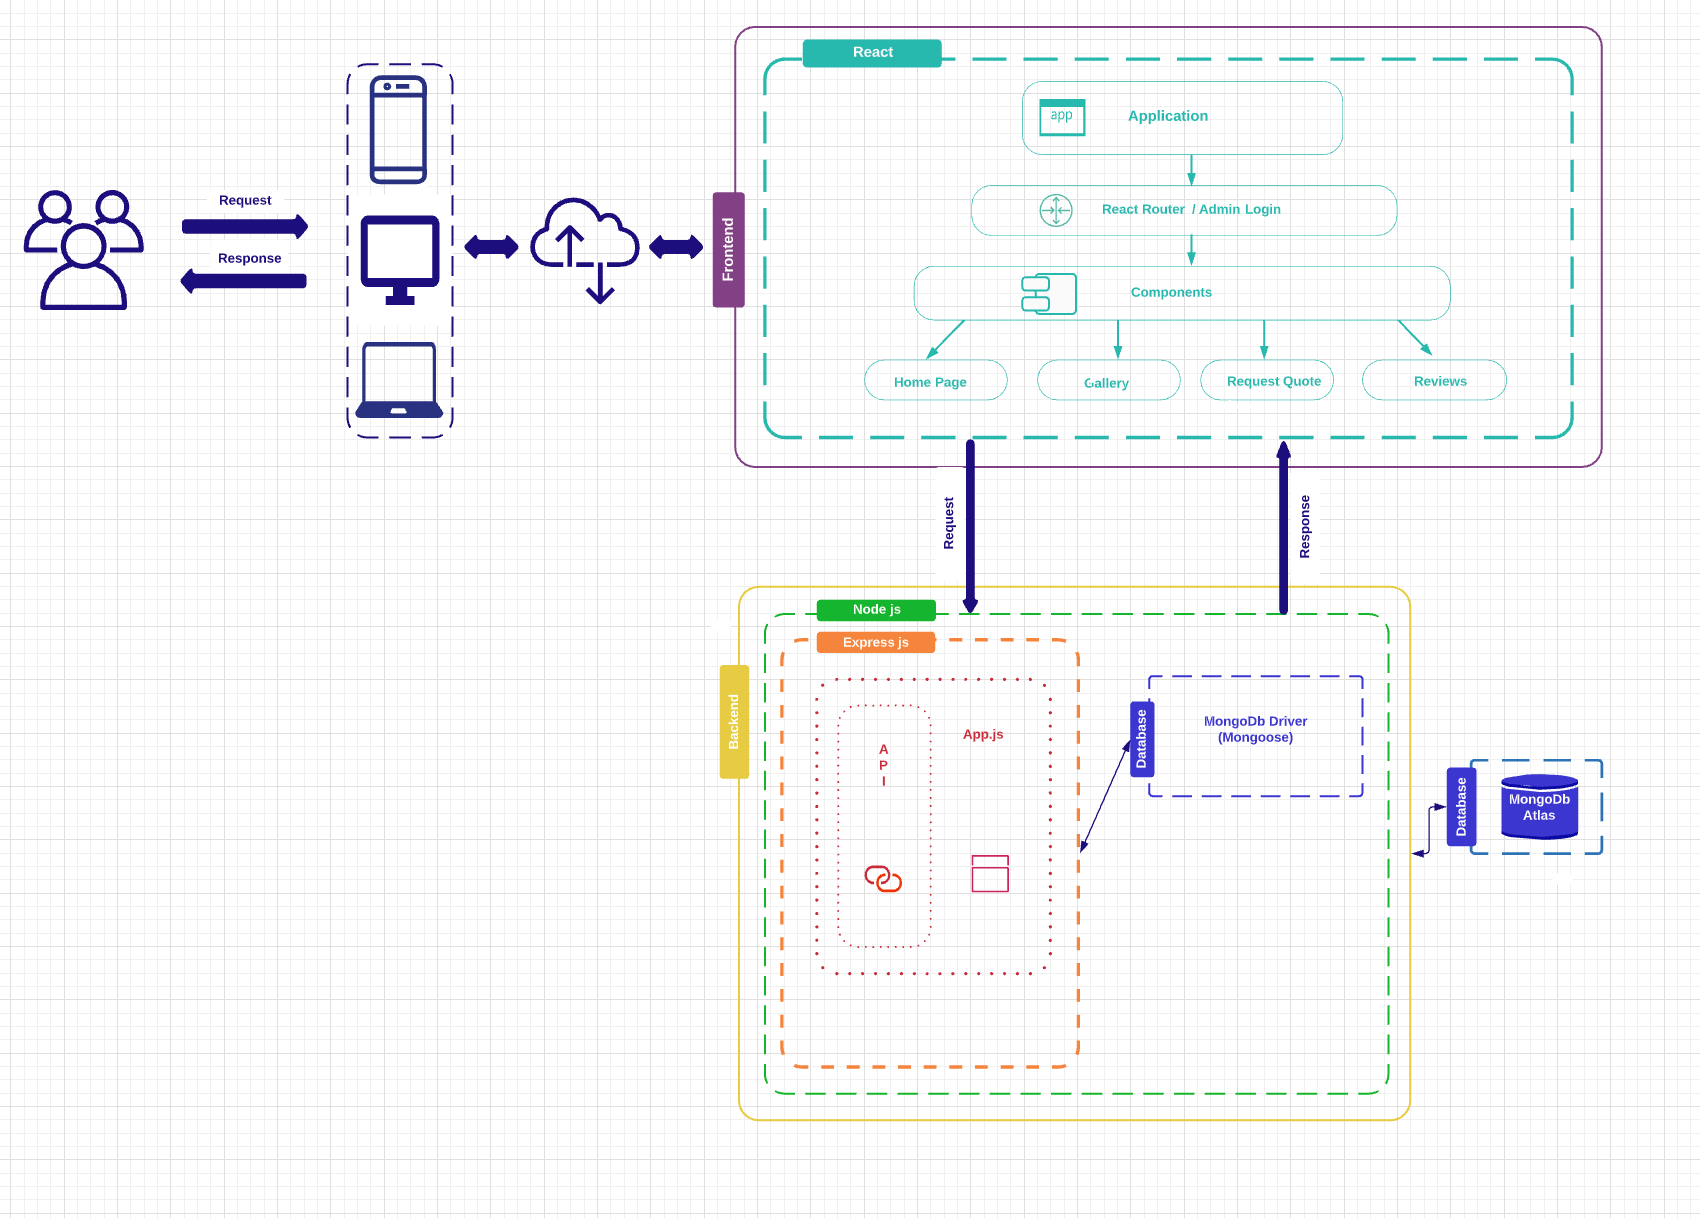 Request
Response
Frontend
React
app
Application
React Router / Admin Login
Components
Home Page
Gallery
Request Quote
Reviews
Request
Response
Backend
Node js
Express js
A
P
I
App.js
Database
MongoDb Driver
(Mongoose)
Database
MongoDb
Atlas